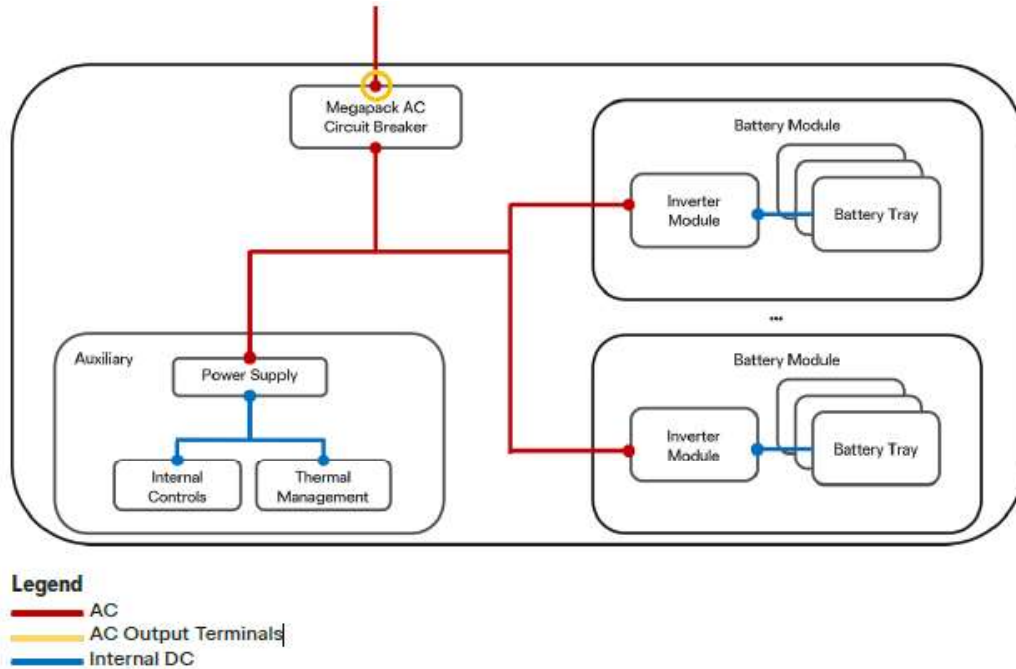 Megapack AC
Circuit Breaker
Battery Module
Inverter
Module
Battery Tray
...
Auxiliary
Power Supply
Internal
Controls
Thermal
Management
Battery Module
Inverter
Module
Battery Tray
Legend
AC
AC Output Terminals
Internal DC